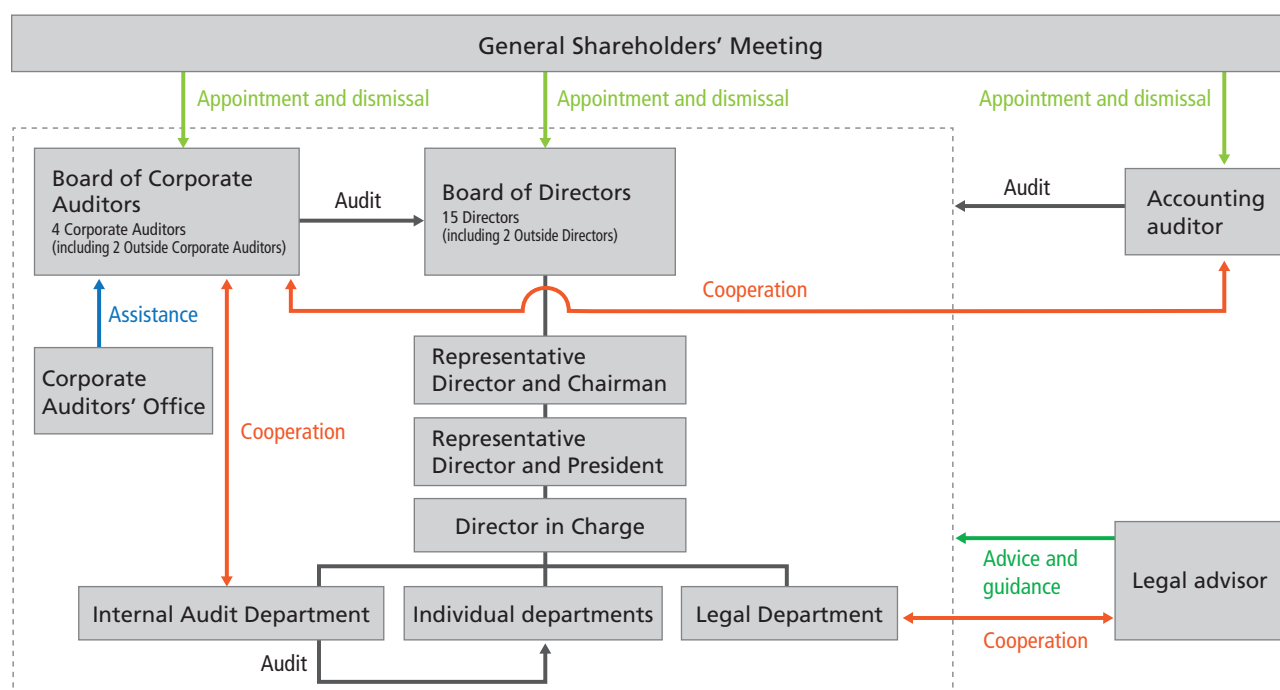 General Shareholders’ Meeting
Appointment and dismissal
Appointment and dismissal
Appointment and dismissal
Board of Corporate
Auditors
4 Corporate Auditors
(including 2 Outside Corporate Auditors)
Audit
Board of Directors
15 Directors
(including 2 Outside Directors)
Audit
Accounting
auditor
Cooperation
Assistance
Corporate
Auditors’ Office
Cooperation
Representative
Director and Chairman
Representative
Director and President
Director in Charge
Advice and
guidance
Legal advisor
Internal Audit Department
Individual departments
Legal Department
Cooperation
Audit